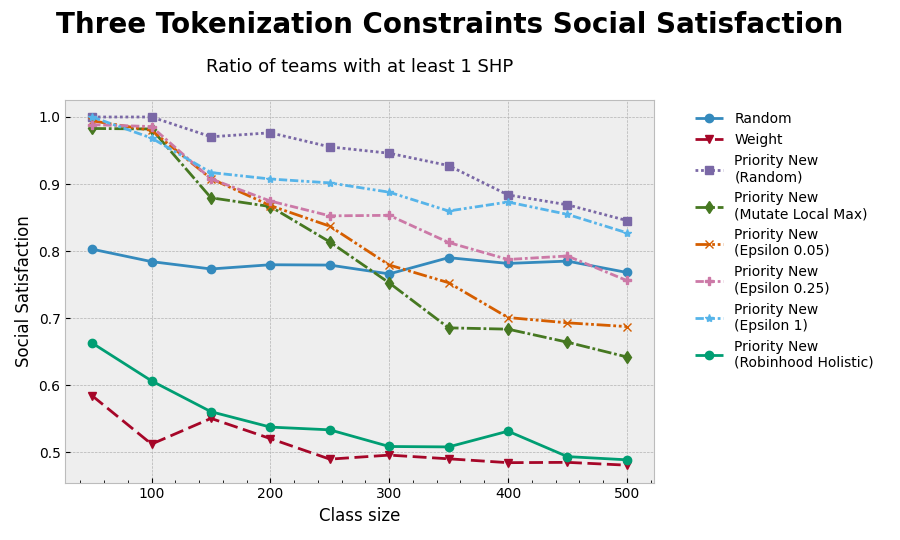 Three Tokenization Constraints Social Satisfaction
Ratio of teams with at least 1 SHP
1.0
0.9
0.8
0.7
0.6
0.5
Social Satisfaction
100
200
300
400
500
Class size
Random
Weight
Priority New
(Random)
Priority New
(Mutate Local Max)
Priority New
(Epsilon 0.05)
Priority New
(Epsilon 0.25)
Priority New
(Epsilon 1)
Priority New
(Robinhood Holistic)